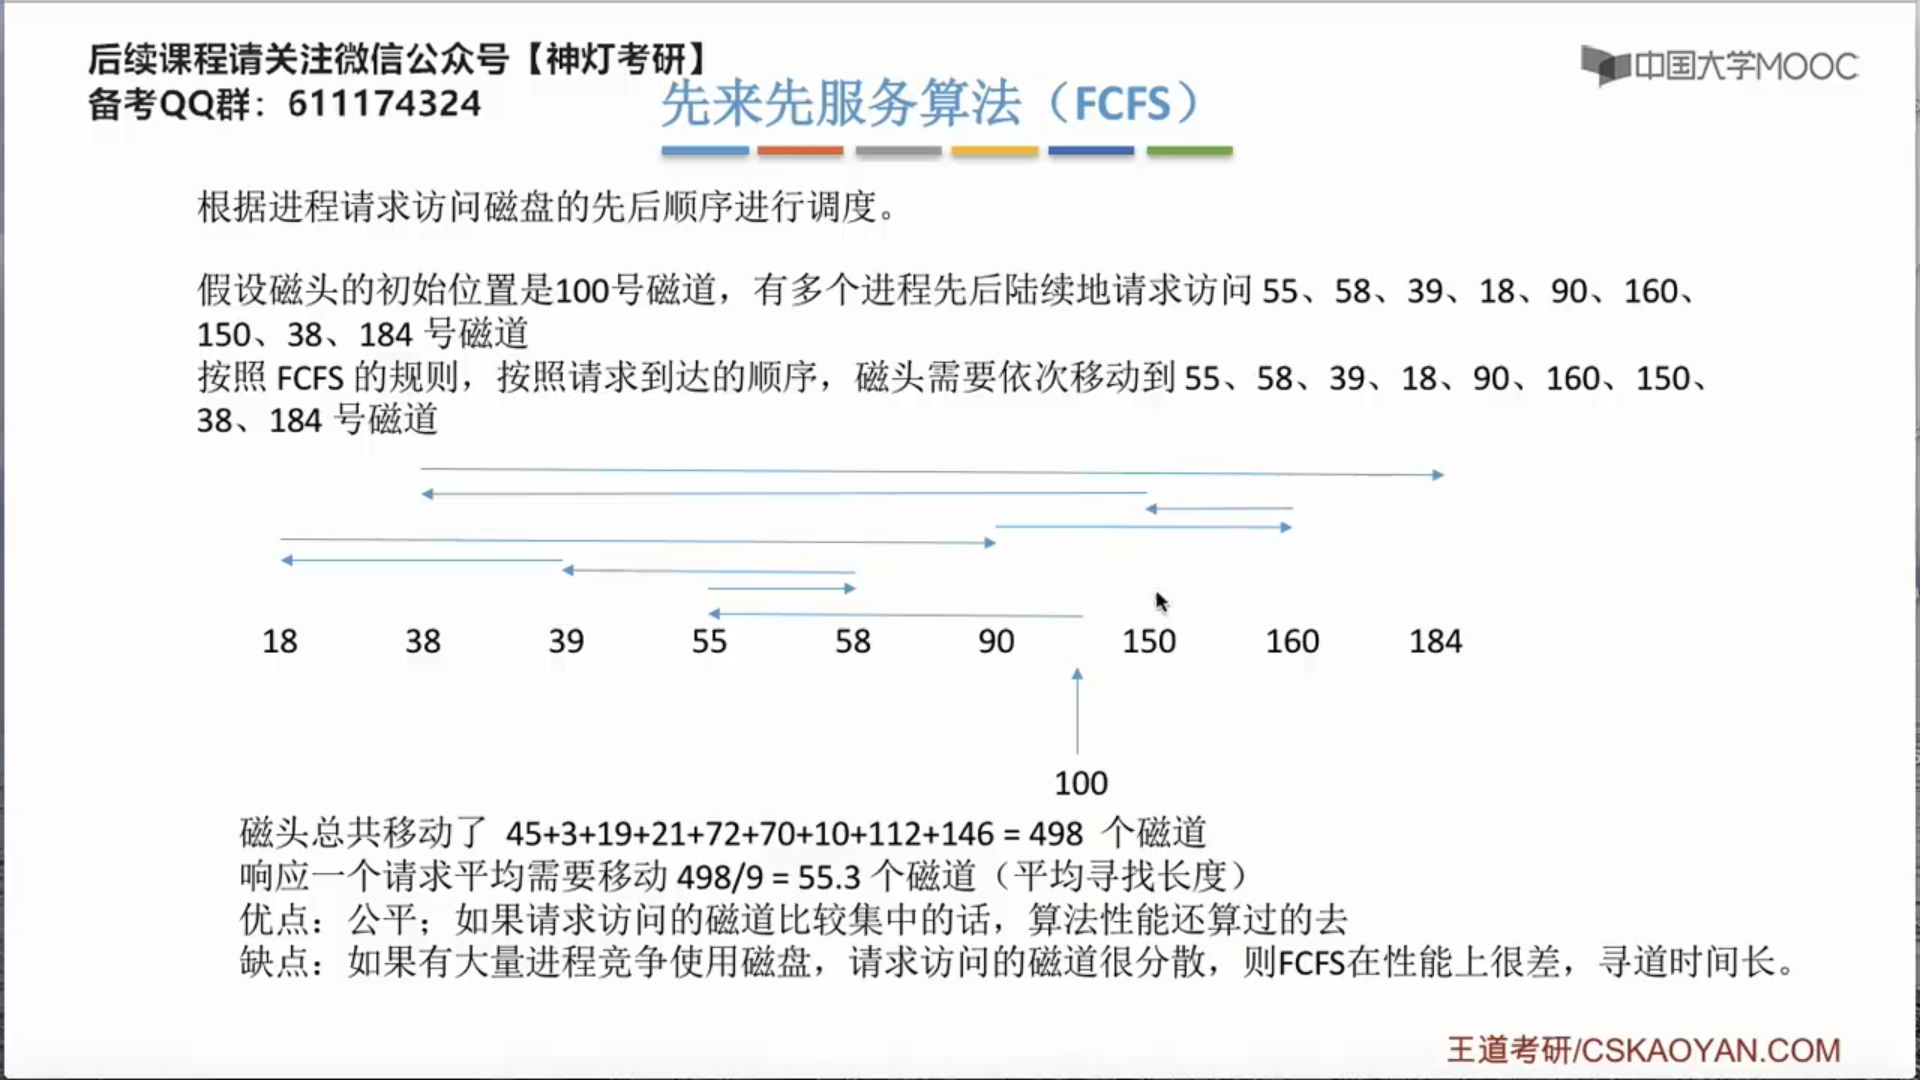 后续课程请关注微信公众号【神灯考研】
备考QQ群：611174324
中国大学MOOC
先来先服务算法（FCFS）
根据进程请求访问磁盘的先后顺序进行调度。
假设磁头的初始位置是100号磁道，有多个进程先后陆续地请求访问 55、58、39、18、90、160、
150、38、184 号磁道
按照 FCFS 的规则，按照请求到达的顺序，磁头需要依次移动到 55、58、39、18、90、160、150、
38、184 号磁道
18 38 39 55 58 90 150 160 184
100
磁头总共移动了 45+3+19+21+72+70+10+112+146 = 498 个磁道
响应一个请求平均需要移动 498/9 = 55.3 个磁道（平均寻找长度）
优点：公平；如果请求访问的磁道比较集中的话，算法性能还算过的去
缺点：如果有大量进程竞争使用磁盘，请求访问的磁道很分散，则FCFS在性能上很差，寻道时间长。
王道考研/CSKAOYAN.COM